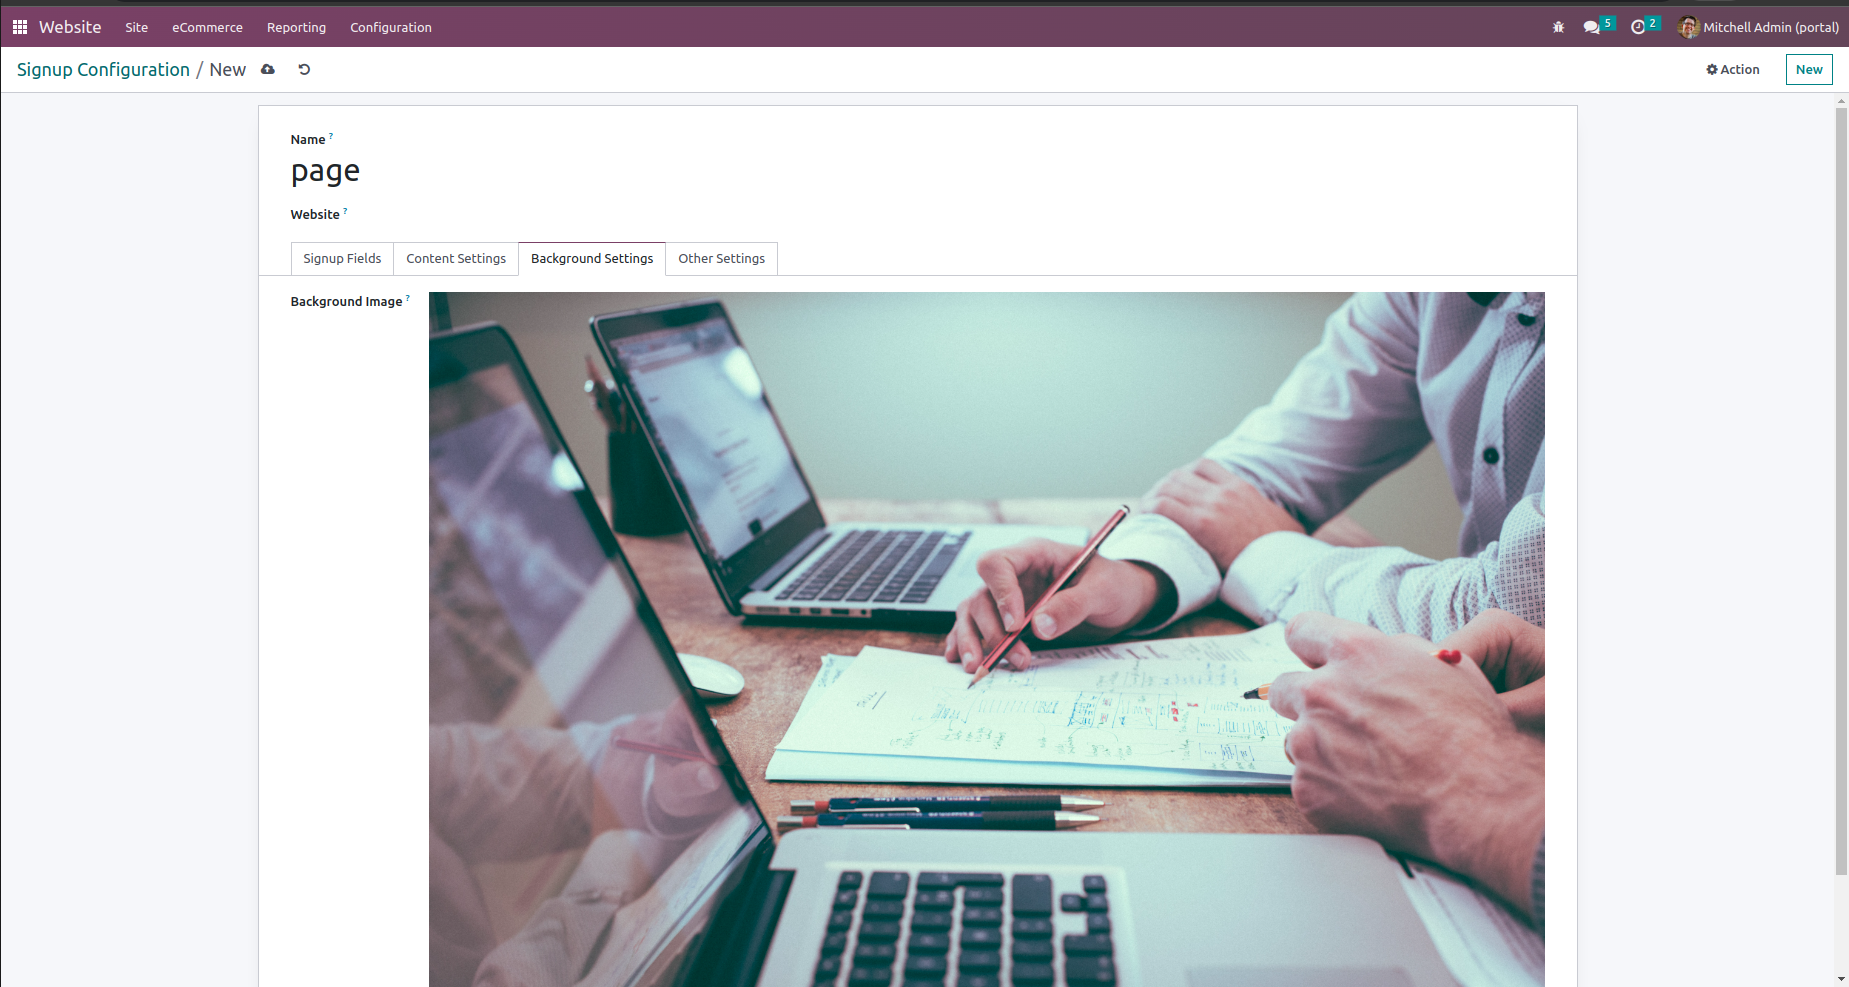 Website Site eCommerce Reporting Configuration 5 2 Mitchell Admin (portal)
Signup Configuration / New Action New
Name ?
page
Website ?
Signup Fields Content Settings Background Settings Other Settings
Background Image ?